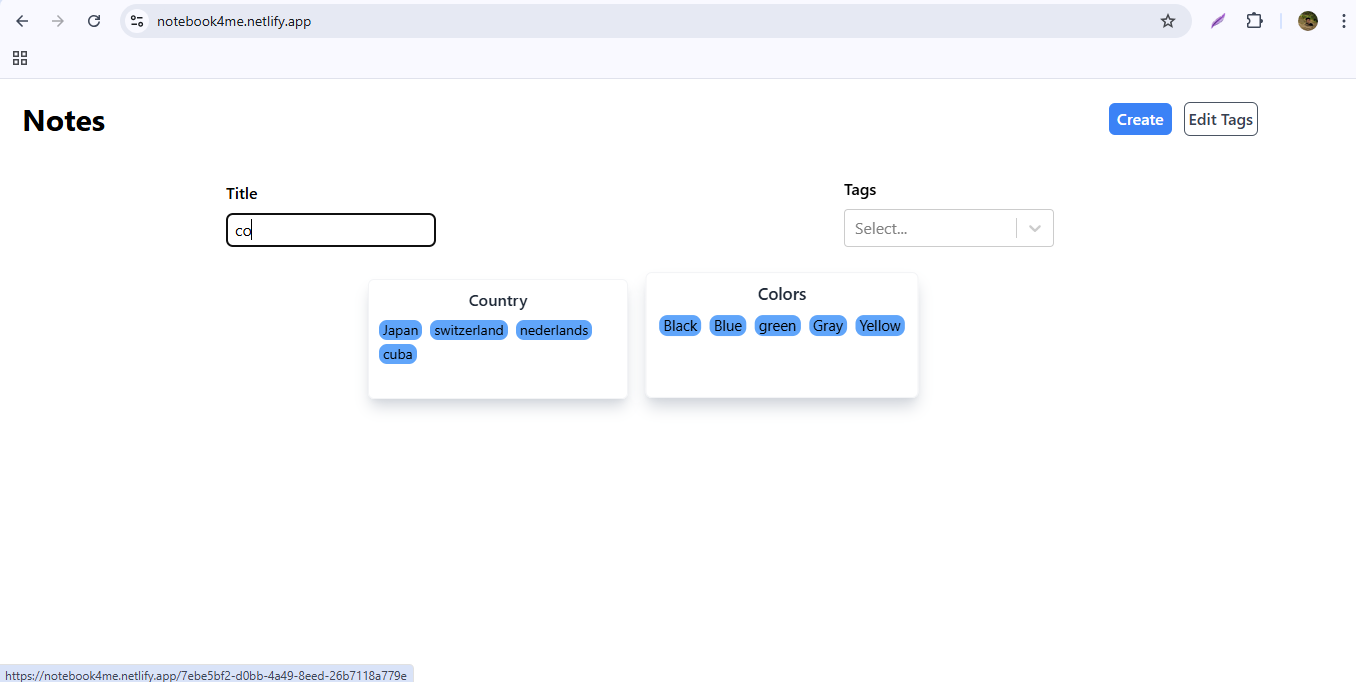 notebook4me.netlify.app
Notes
Create
Edit Tags
Title
Tags
co
Select...
Country
Japan switzerland nederlands
cuba
Colors
Black Blue green Gray Yellow
https://notebook4me.netlify.app/7ebe5bf2-d0bb-4a49-8eed-26b7118a779e